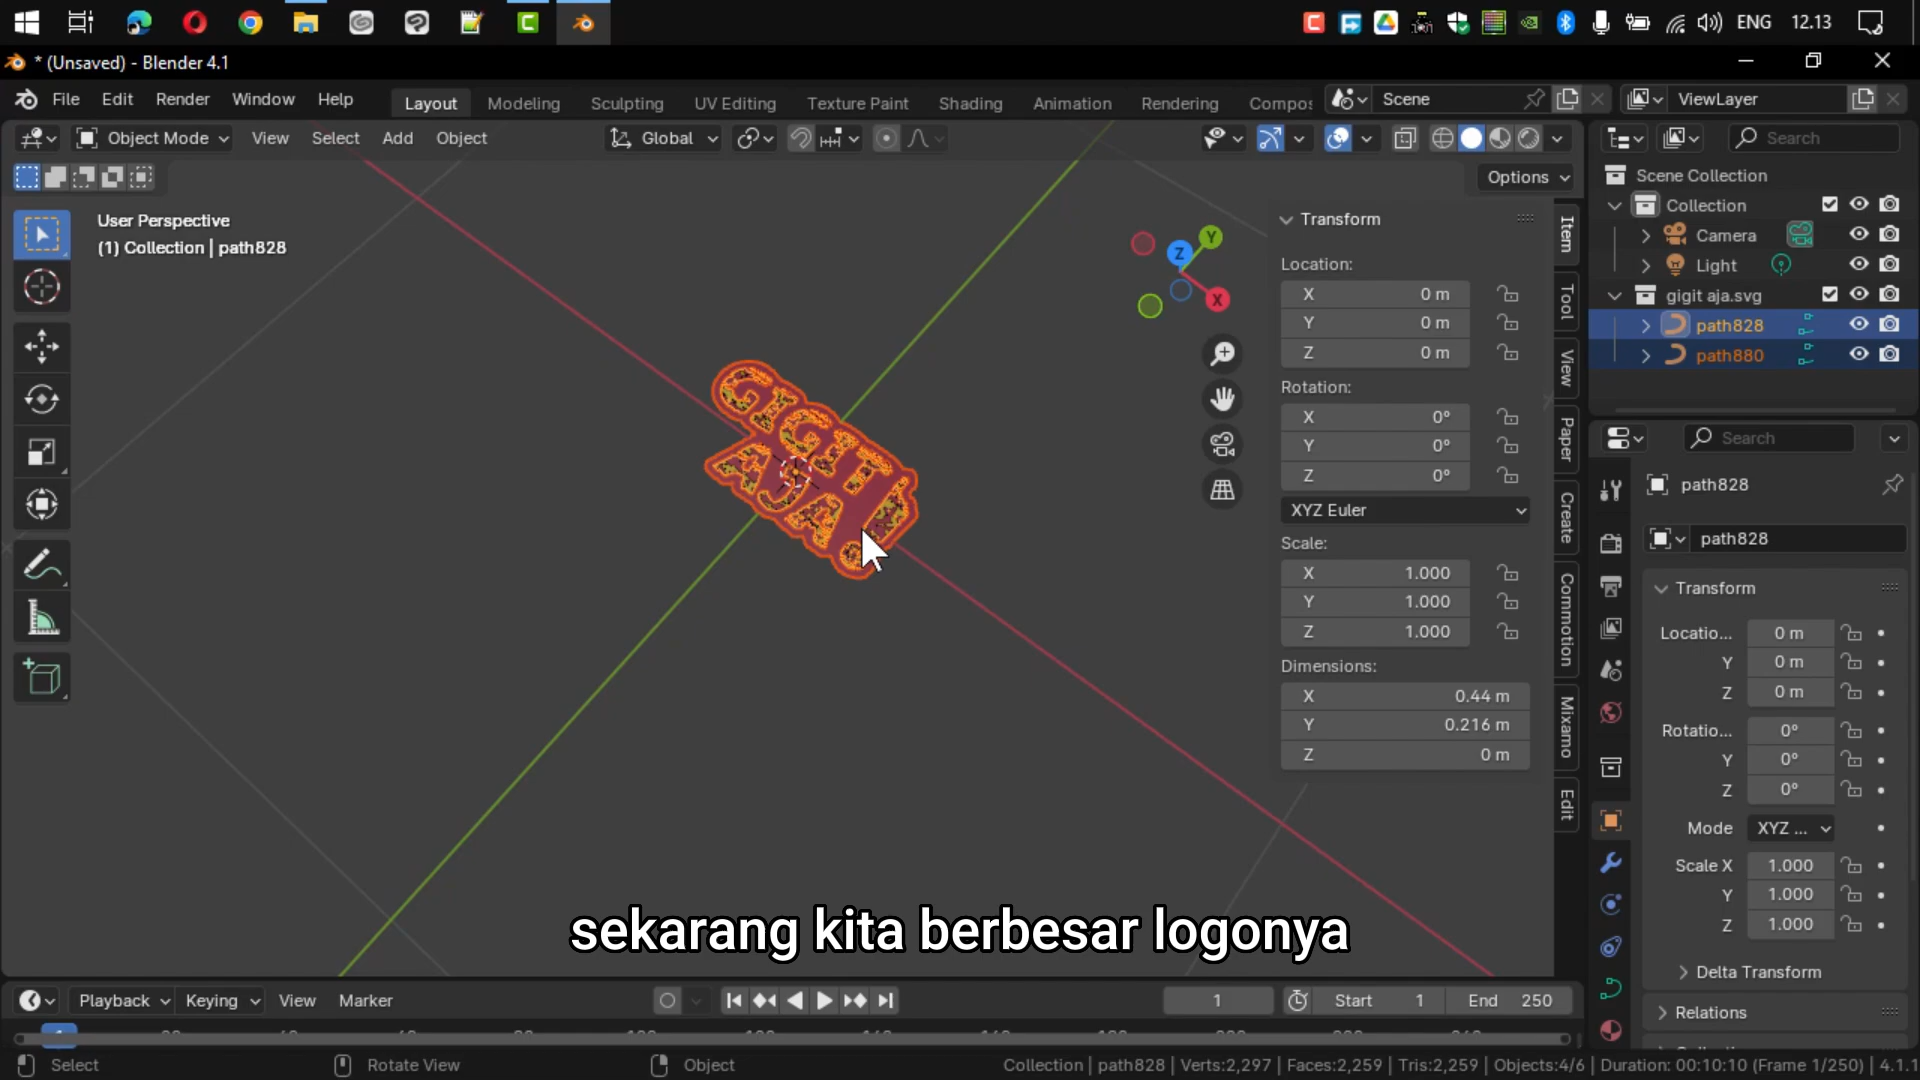 ENG
12.13
* (Unsaved) - Blender 4.1
File
Edit
Render
Window
Help
Layout
Modeling
Sculpting
UV Editing
Texture Paint
Shading
Animation
Rendering
Compos
Scene
ViewLayer
Object Mode
View
Select
Add
Object
Global
Search
Options
User Perspective
(1) Collection | path828
GIGIT
AJA
Z
Y
X
Transform
Location:
X 0 m
Y 0 m
Z 0 m
Rotation:
X 0°
Y 0°
Z 0°
XYZ Euler
Scale:
X 1.000
Y 1.000
Z 1.000
Dimensions:
X 0.44 m
Y 0.216 m
Z 0 m
Item
Tool
View
Paper
Create
Commotion
Mixamo
Edit
Scene Collection
Collection
Camera
Light
gigit aja.svg
path828
path880
Search
path828
path828
Transform
Locatio... 0 m
Y 0 m
Z 0 m
Rotatio... 0°
Y 0°
Z 0°
Mode XYZ ...
Scale X 1.000
Y 1.000
Z 1.000
Delta Transform
Relations
sekarang kita berbesar logonya
Playback
Keying
View
Marker
1
Start 1
End 250
Select
Rotate View
Object
Collection | path828 | Verts:2,297 | Faces:2,259 | Tris:2,259 | Objects:4/6 | Duration: 00:10:10 (Frame 1/250) | 4.1.1